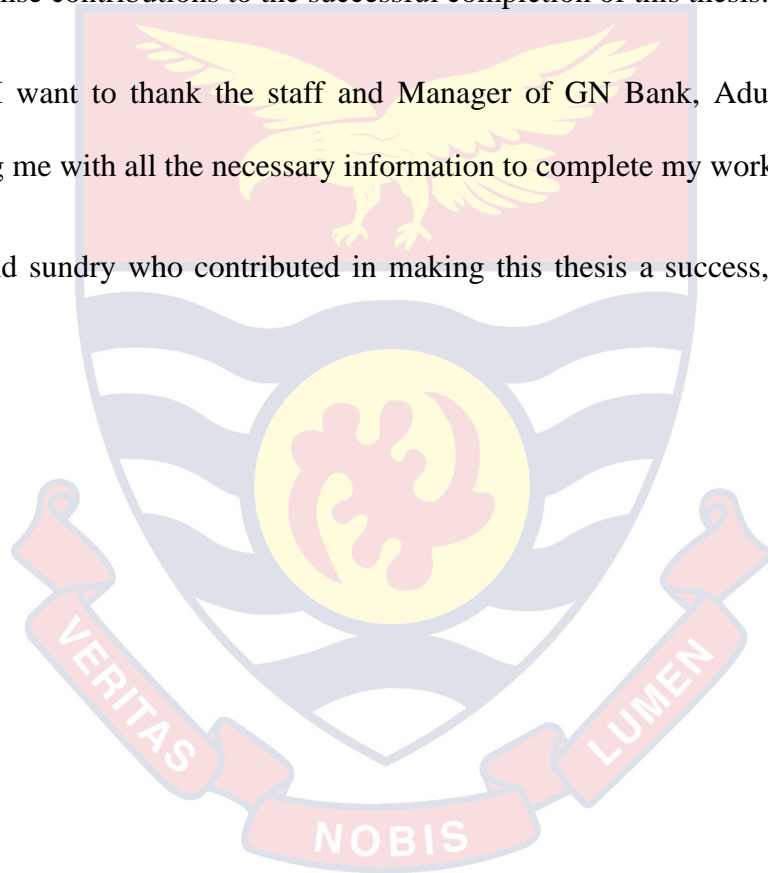 contributions to the successful completion of this thesis.
I want to thank the staff and Manager of GN Bank, Adu
me with all the necessary information to complete my work
sundry who contributed in making this thesis a success,
VERITAS
NOBIS
LUMEN